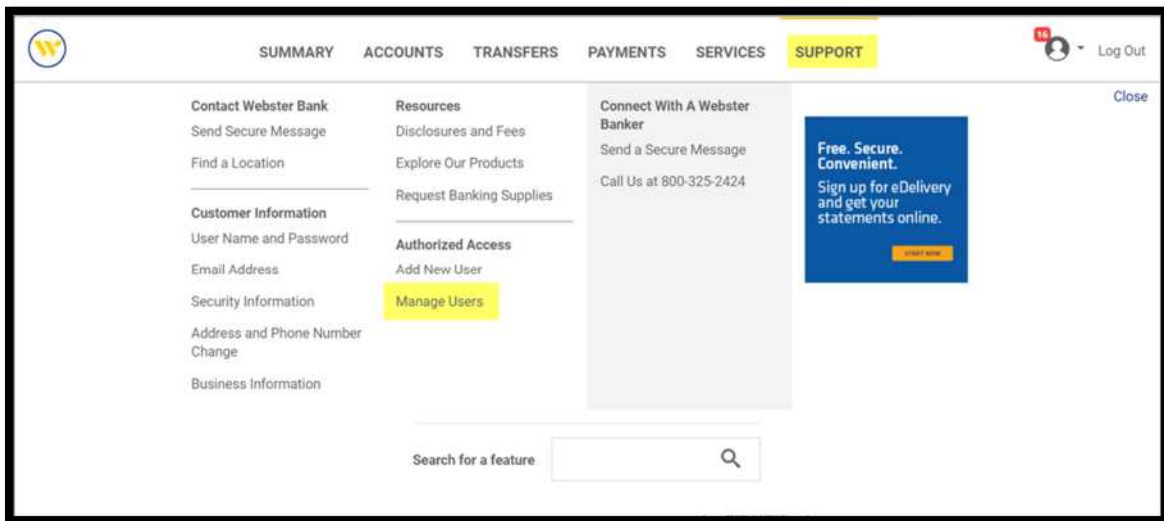 W
SUMMARY ACCOUNTS TRANSFERS PAYMENTS SERVICES SUPPORT 16 Log Out
Close
Contact Webster Bank
Send Secure Message
Find a Location
Customer Information
User Name and Password
Email Address
Security Information
Address and Phone Number
Change
Business Information
Resources
Disclosures and Fees
Explore Our Products
Request Banking Supplies
Authorized Access
Add New User
Manage Users
Connect With A Webster
Banker
Send a Secure Message
Call Us at 800-325-2424
Free. Secure.
Convenient.
Sign up for eDelivery
and get your
statements online.
START NOW
Search for a feature